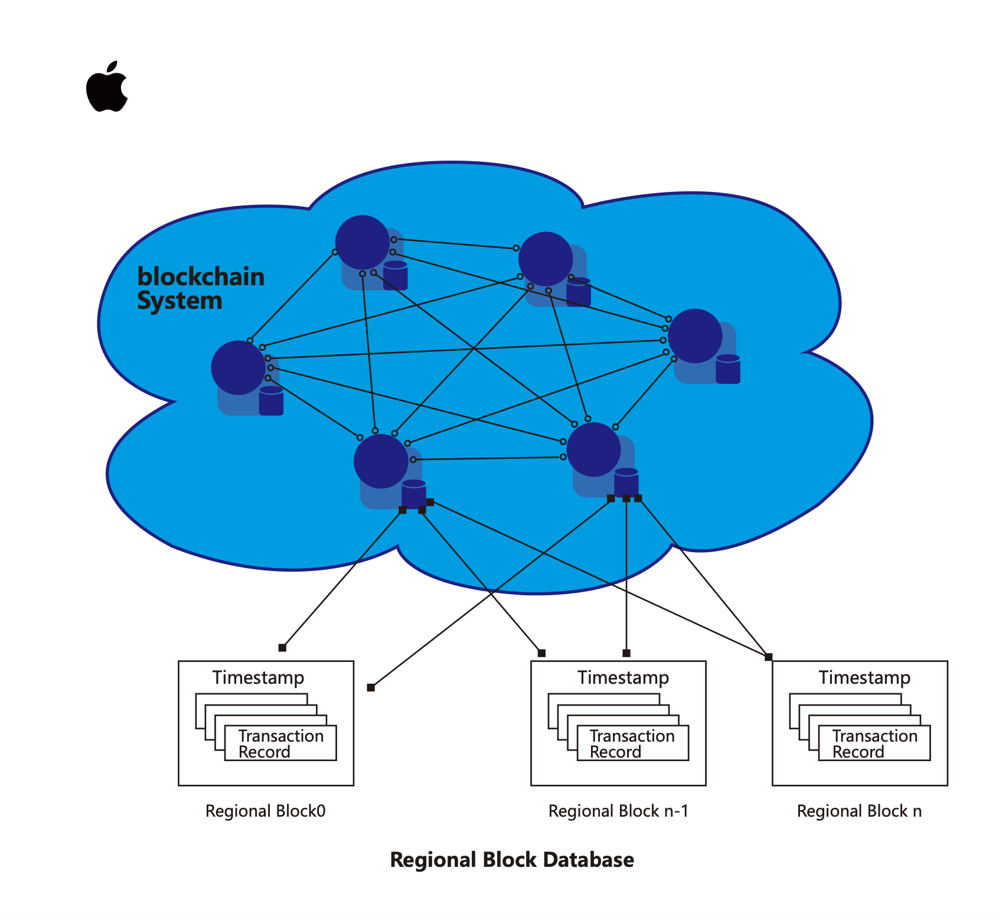 blockchain
System
Timestamp
Transaction
Record
Regional Block0
Timestamp
Transaction
Record
Regional Block n-1
Timestamp
Transaction
Record
Regional Block n
Regional Block Database